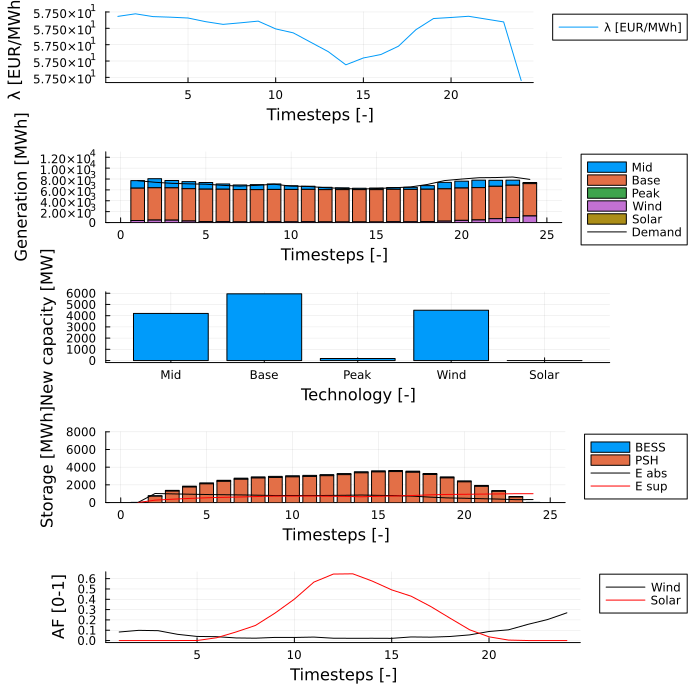 λ [EUR/MWh]
5.750×10¹
5.750×10¹
5.750×10¹
5.750×10¹
5.750×10¹
5 10 15 20
Timesteps [-]
λ [EUR/MWh]
Generation [MWh]
1.20×10⁴
1.00×10⁴
8.00×10³
6.00×10³
4.00×10³
2.00×10³
0
0 5 10 15 20 25
Timesteps [-]
Mid
Base
Peak
Wind
Solar
Demand
New capacity [MW]
6000
5000
4000
3000
2000
1000
0
Mid Base Peak Wind Solar
Technology [-]
Storage [MWh]
8000
6000
4000
2000
0
0 5 10 15 20 25
Timesteps [-]
BESS
PSH
E abs
E sup
AF [0-1]
0.6
0.5
0.4
0.3
0.2
0.1
0.0
5 10 15 20
Timesteps [-]
Wind
Solar